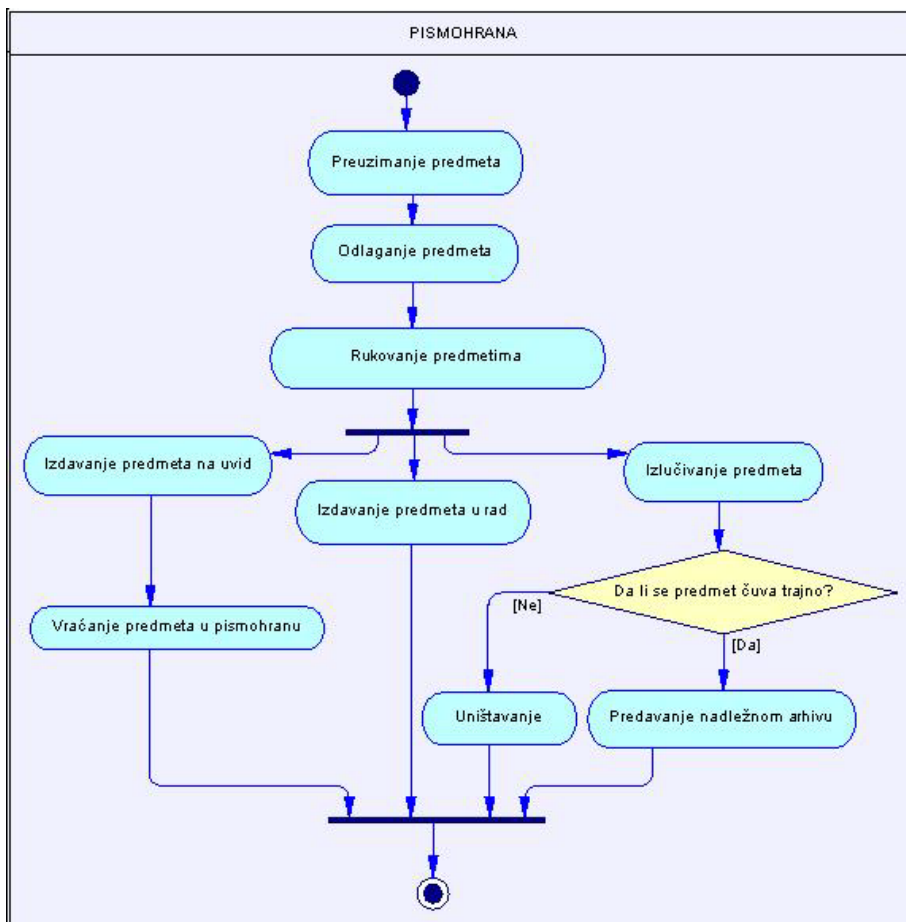 PISMOHRANA
Preuzimanje predmeta
Odlaganje predmeta
Rukovanje predmetima
Izdavanje predmeta na uvid
Izdavanje predmeta u rad
Izlučivanje predmeta
Da li se predmet čuva trajno?
[Ne]
[Da]
Vraćanje predmeta u pismohranu
Uništavanje
Predavanje nadležnom arhivu